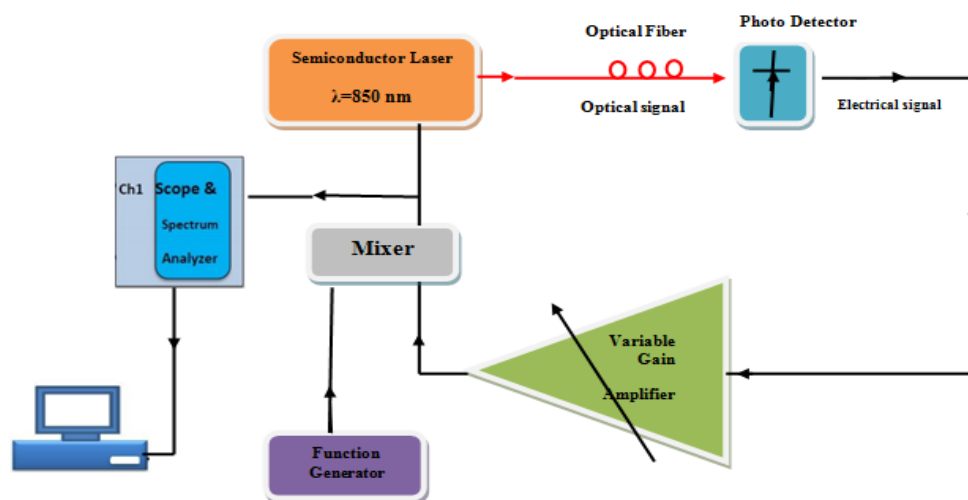 Photo Detector
Optical Fiber
Semiconductor Laser
λ=850 nm
Optical signal
Electrical signal
Ch1
Scope &
Spectrum
Analyzer
Mixer
Variable
Gain
Amplifier
Function
Generator